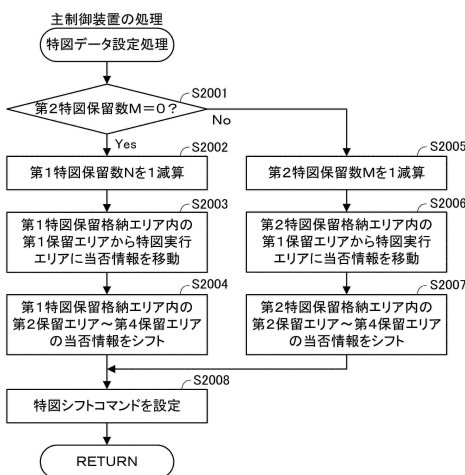 主制御装置の処理
特図データ設定処理
S2001
第2特図保留数M=0?
No
Yes
S2002
第1特図保留数Nを1減算
S2003
第1特図保留格納エリア内の
第1保留エリアから特図実行
エリアに当否情報を移動
S2004
第1特図保留格納エリア内の
第2保留エリア～第4保留エリア
の当否情報をシフト
S2005
第2特図保留数Mを1減算
S2006
第2特図保留格納エリア内の
第1保留エリアから特図実行
エリアに当否情報を移動
S2007
第2特図保留格納エリア内の
第2保留エリア～第4保留エリア
の当否情報をシフト
S2008
特図シフトコマンドを設定
RETURN